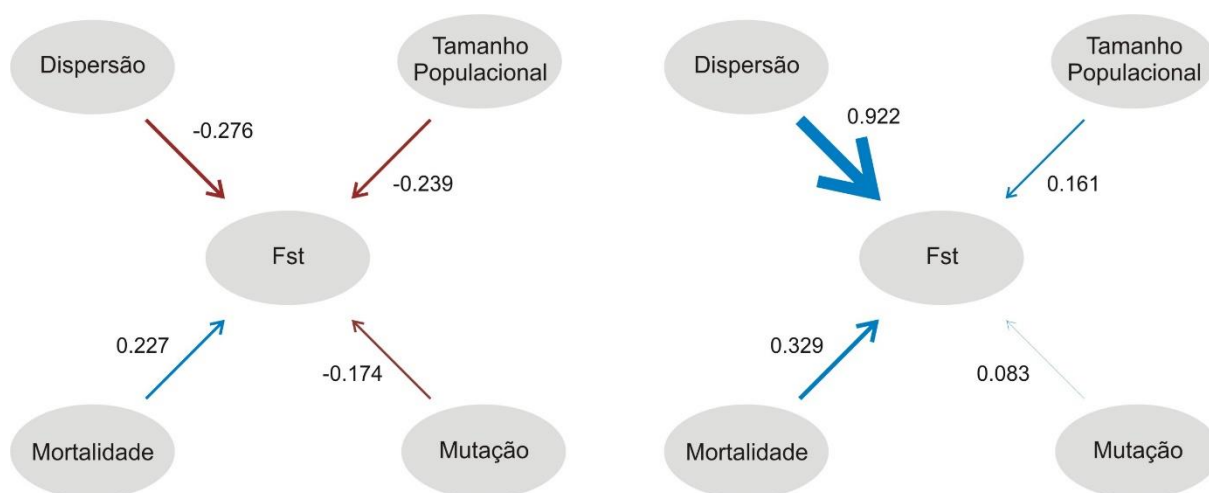 Dispersão
Tamanho
Populacional
-0.276
-0.239
Fst
0.227
-0.174
Mortalidade
Mutação
Dispersão
Tamanho
Populacional
0.922
0.161
Fst
0.329
0.083
Mortalidade
Mutação